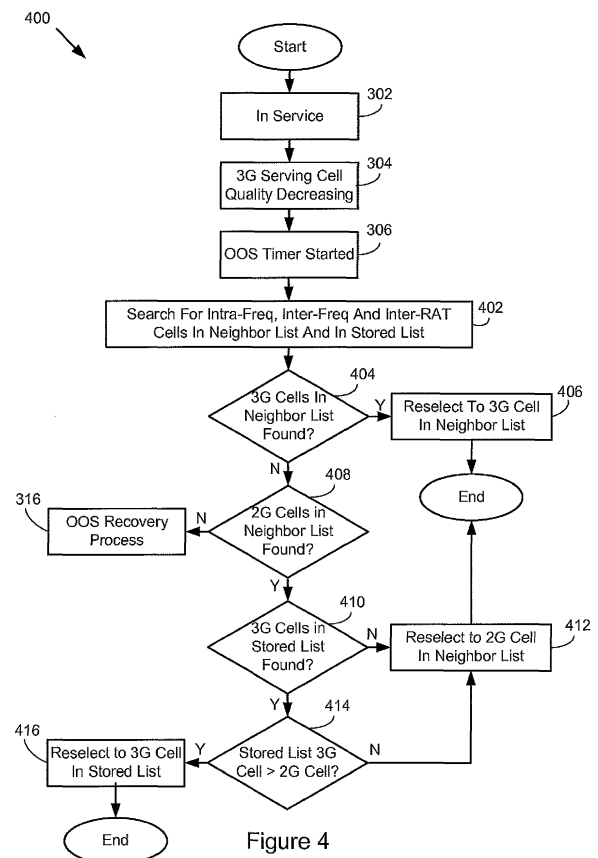 400
Start
In Service
302
3G Serving Cell
Quality Decreasing
304
OOS Timer Started
306
Search For Intra-Freq, Inter-Freq And Inter-RAT
Cells In Neighbor List And In Stored List
402
3G Cells In
Neighbor List
Found?
404
Y
Reselect To 3G Cell
In Neighbor List
406
N
End
2G Cells in
Neighbor List
Found?
408
N
OOS Recovery
Process
316
Y
3G Cells in
Stored List
Found?
410
N
Reselect to 2G Cell
In Neighbor List
412
Y
Stored List 3G
Cell > 2G Cell?
414
N
Y
Reselect to 3G Cell
In Stored List
416
End
Figure 4